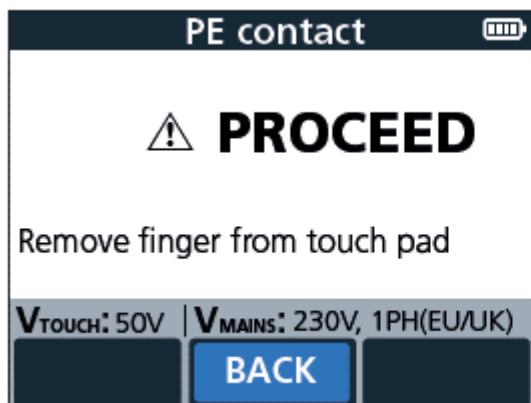 PE contact
⚠ PROCEED
Remove finger from touch pad
VTOUCH: 50V | VMAINS: 230V, 1PH(EU/UK)
BACK